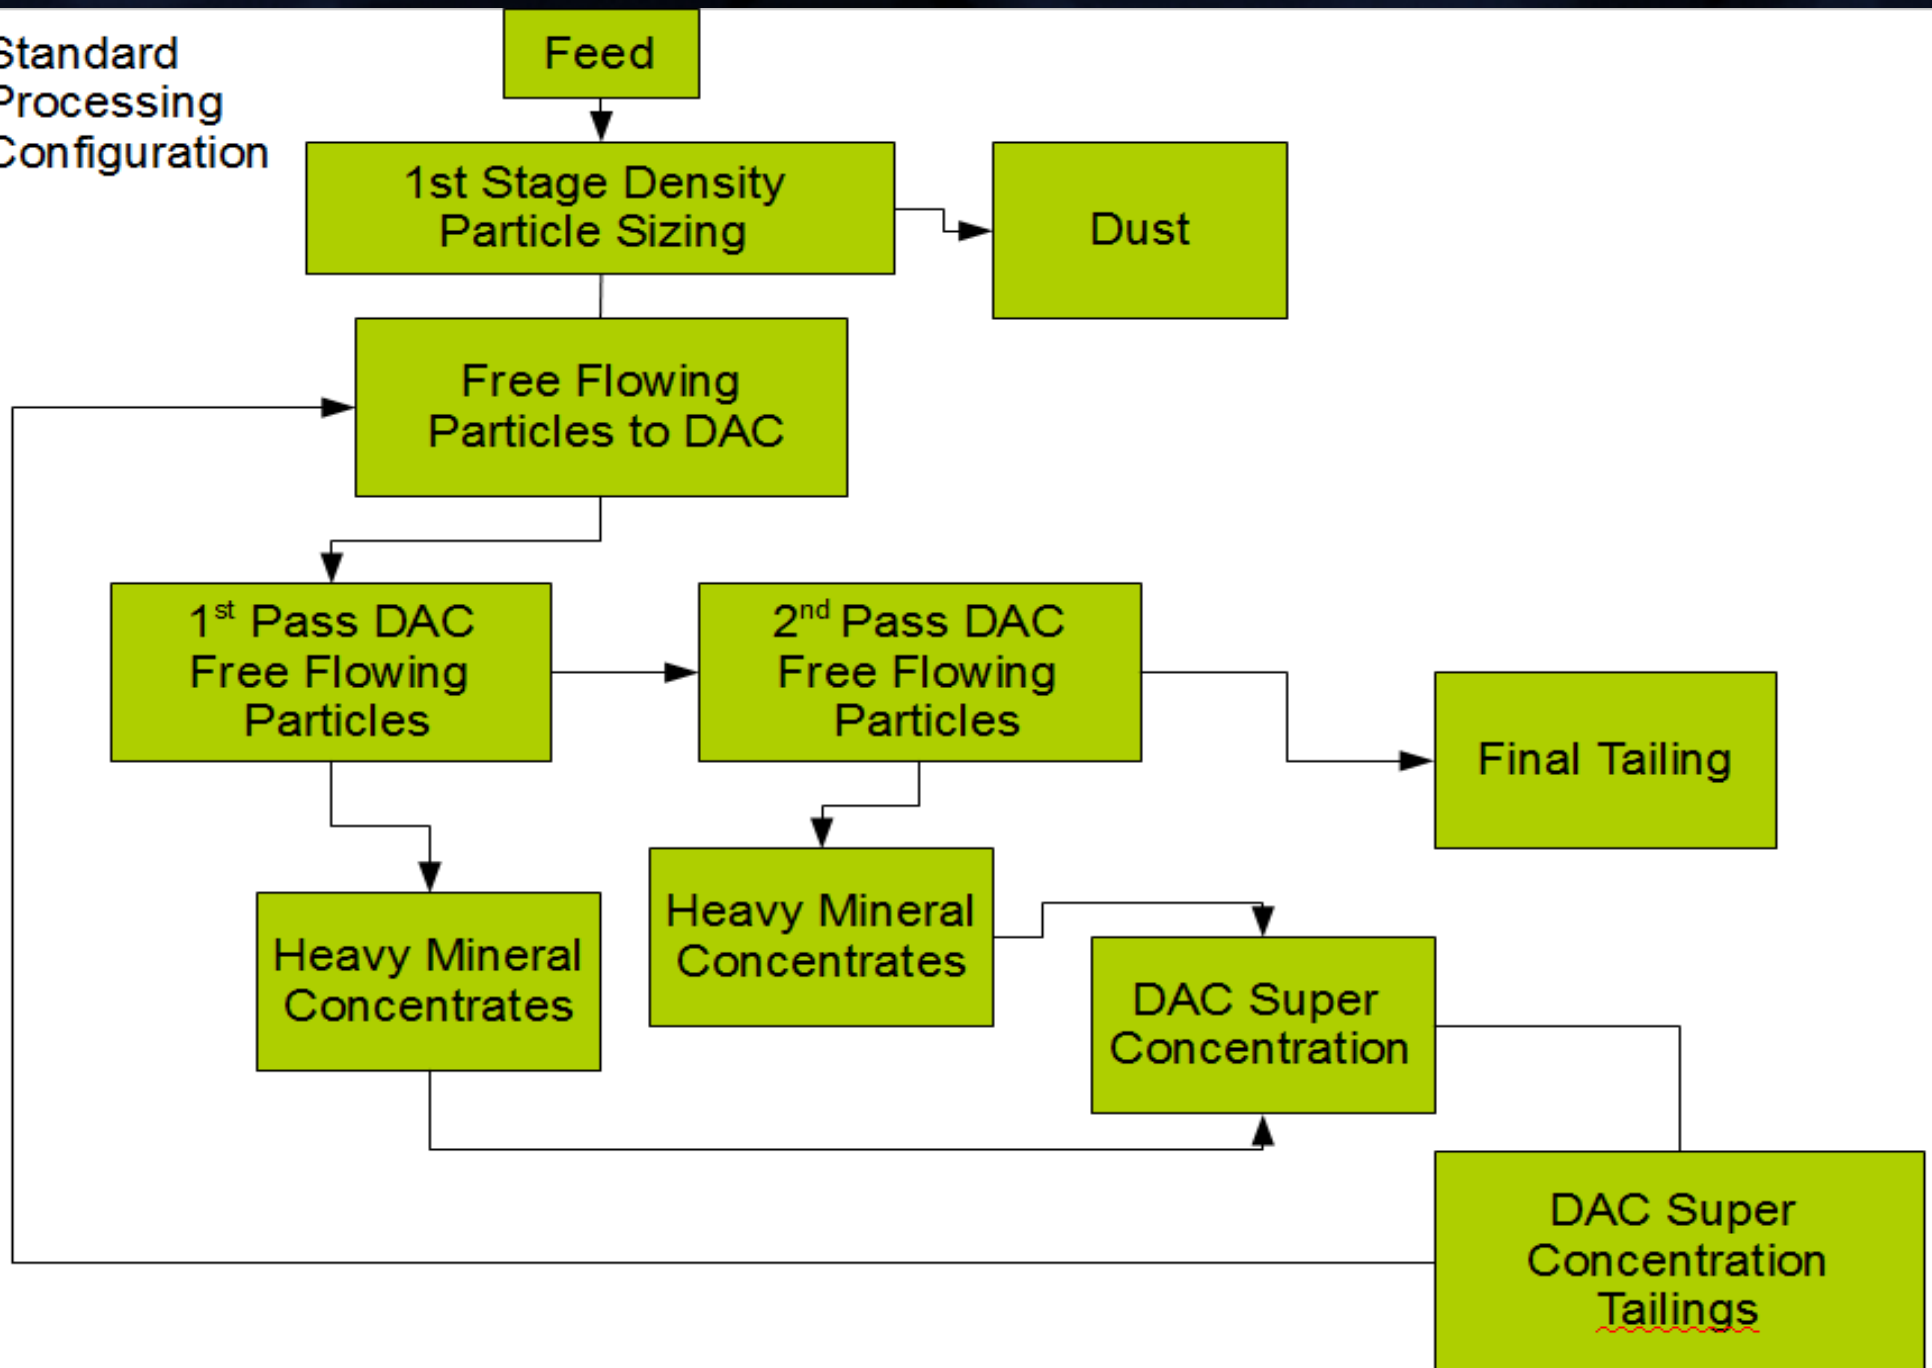 Standard
Processing
Configuration
Feed
1st Stage Density
Particle Sizing
Dust
Free Flowing
Particles to DAC
1st Pass DAC
Free Flowing
Particles
2nd Pass DAC
Free Flowing
Particles
Final Tailing
Heavy Mineral
Concentrates
Heavy Mineral
Concentrates
DAC Super
Concentration
DAC Super
Concentration
Tailings